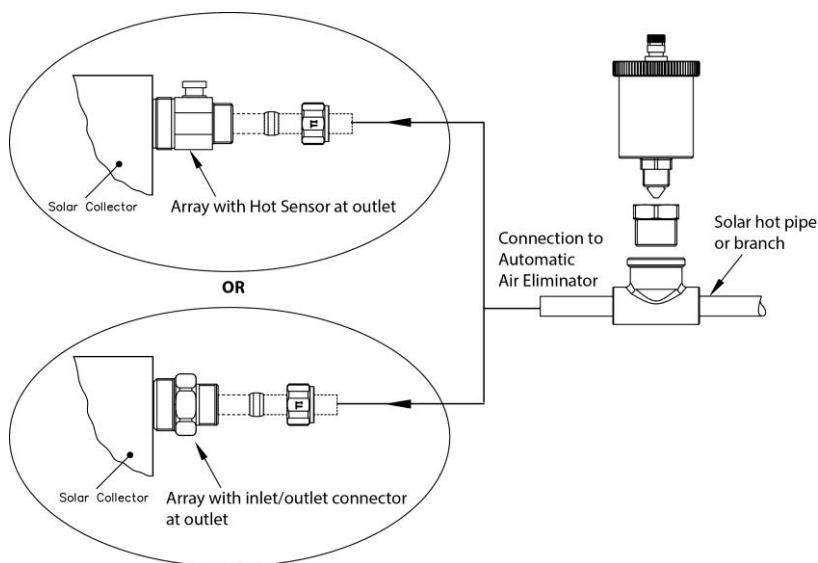 Solar Collector
Array with Hot Sensor at outlet
OR
Connection to
Automatic
Air Eliminator
Solar hot pipe
or branch
Solar Collector
Array with inlet/outlet connector
at outlet